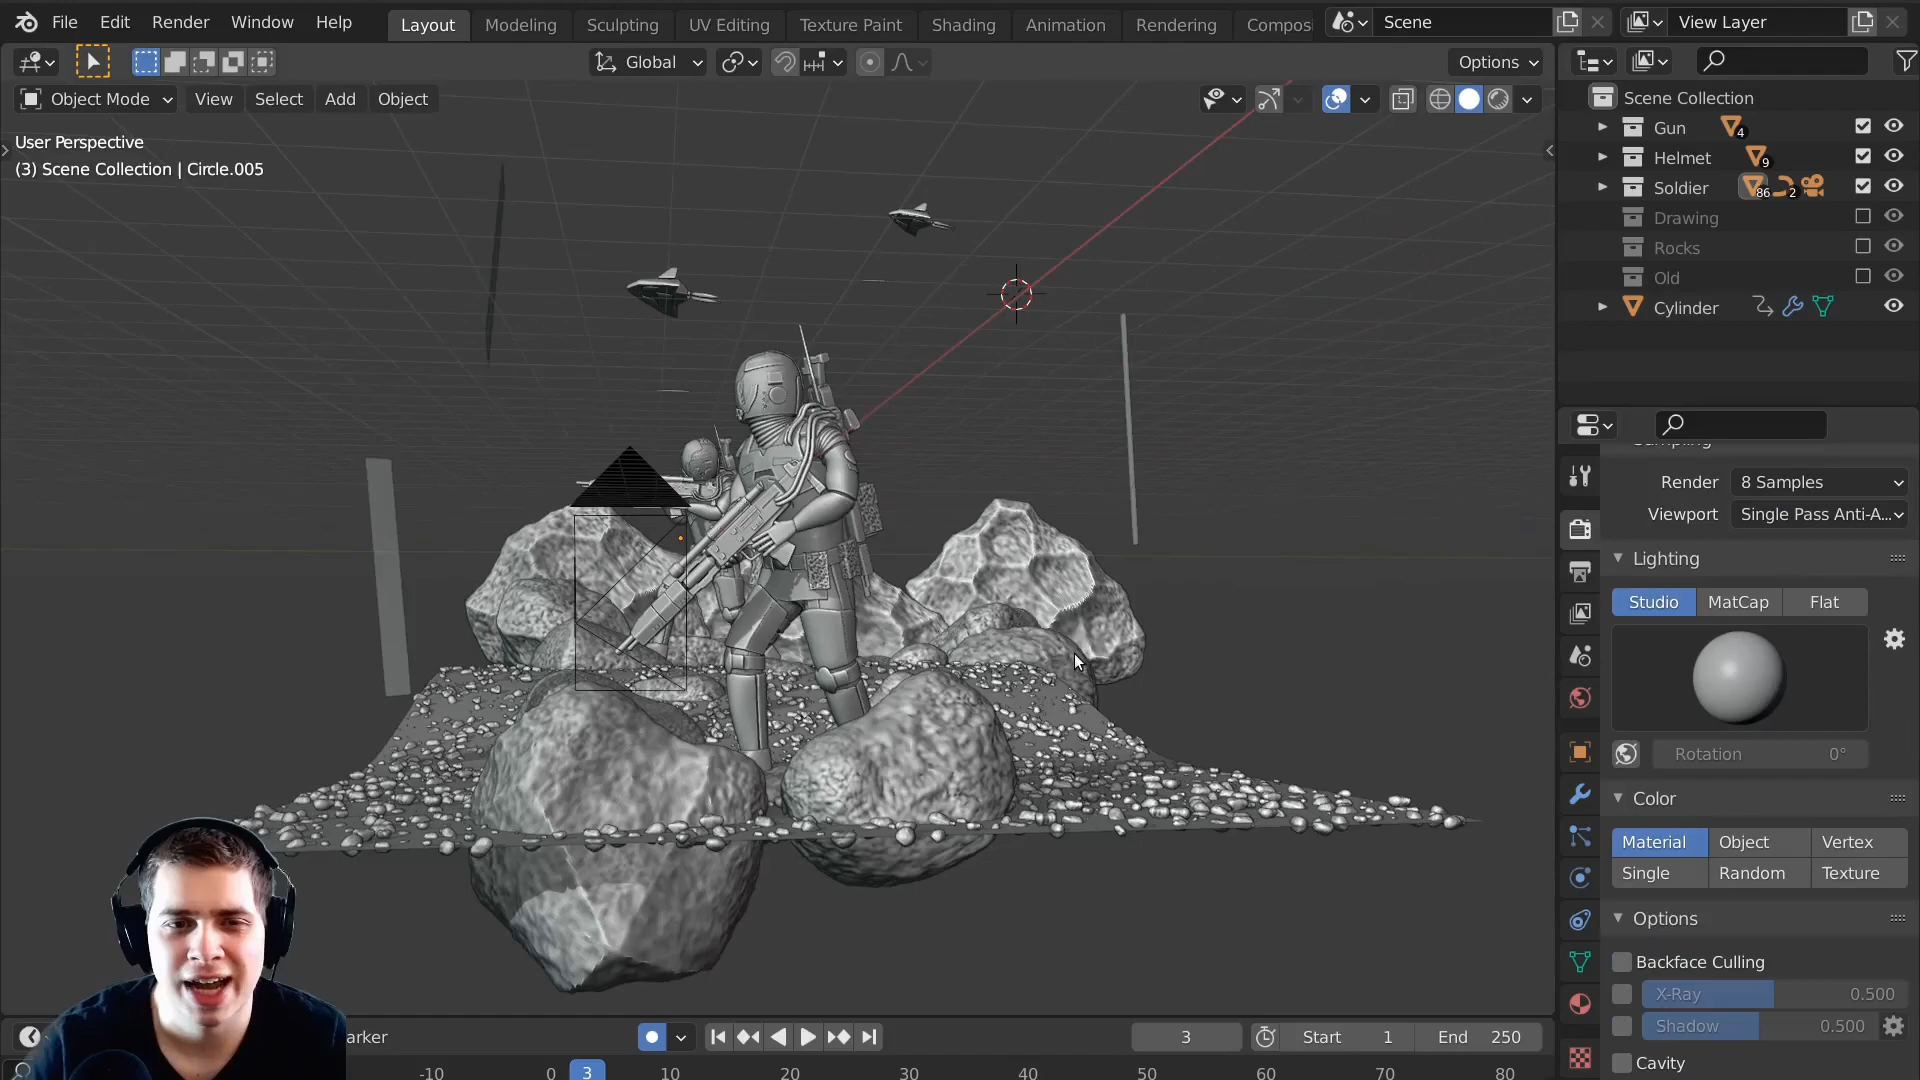 File Edit Render Window Help
Layout Modeling Sculpting UV Editing Texture Paint Shading Animation Rendering Compos
Scene
View Layer
Global
Options
Object Mode View Select Add Object
User Perspective
(3) Scene Collection | Circle.005
Scene Collection
Gun 4
Helmet 9
Soldier 86 2
Drawing
Rocks
Old
Cylinder
Render 8 Samples
Viewport Single Pass Anti-A...
Lighting
Studio MatCap Flat
Rotation 0°
Color
Material Object Vertex
Single Random Texture
Options
Backface Culling
X-Ray 0.500
Shadow 0.500
Cavity
arker
3
Start 1
End 250
-10 0 3 10 20 30 40 50 60 70 80